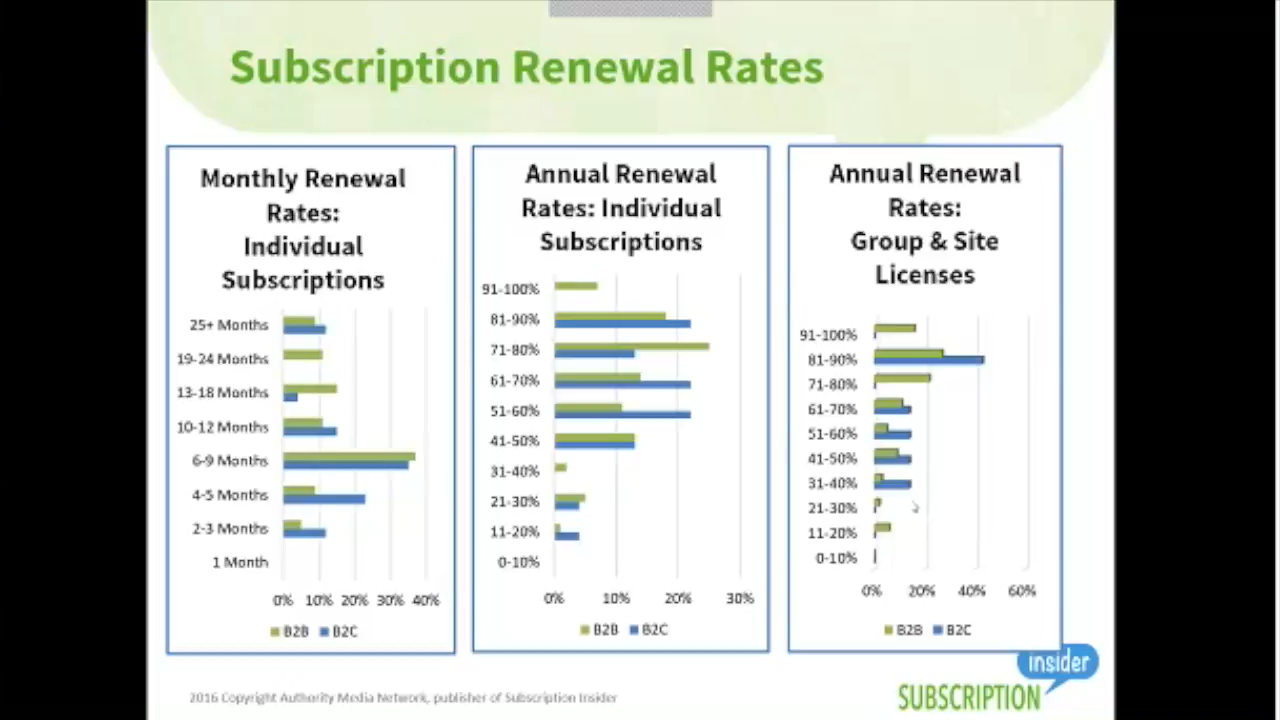 Subscription Renewal Rates
Monthly Renewal
Rates:
Individual
Subscriptions
25+ Months
19-24 Months
13-18 Months
10-12 Months
6-9 Months
4-5 Months
2-3 Months
1 Month
0% 10% 20% 30% 40%
B2B B2C
Annual Renewal
Rates: Individual
Subscriptions
91-100%
81-90%
71-80%
61-70%
51-60%
41-50%
31-40%
21-30%
11-20%
0-10%
0% 10% 20% 30%
B2B B2C
Annual Renewal
Rates:
Group & Site
Licenses
91-100%
81-90%
71-80%
61-70%
51-60%
41-50%
31-40%
21-30%
11-20%
0-10%
0% 20% 40% 60%
B2B B2C
insider
SUBSCRIPTION
2016 Copyright Authority Media Network, publisher of Subscription Insider